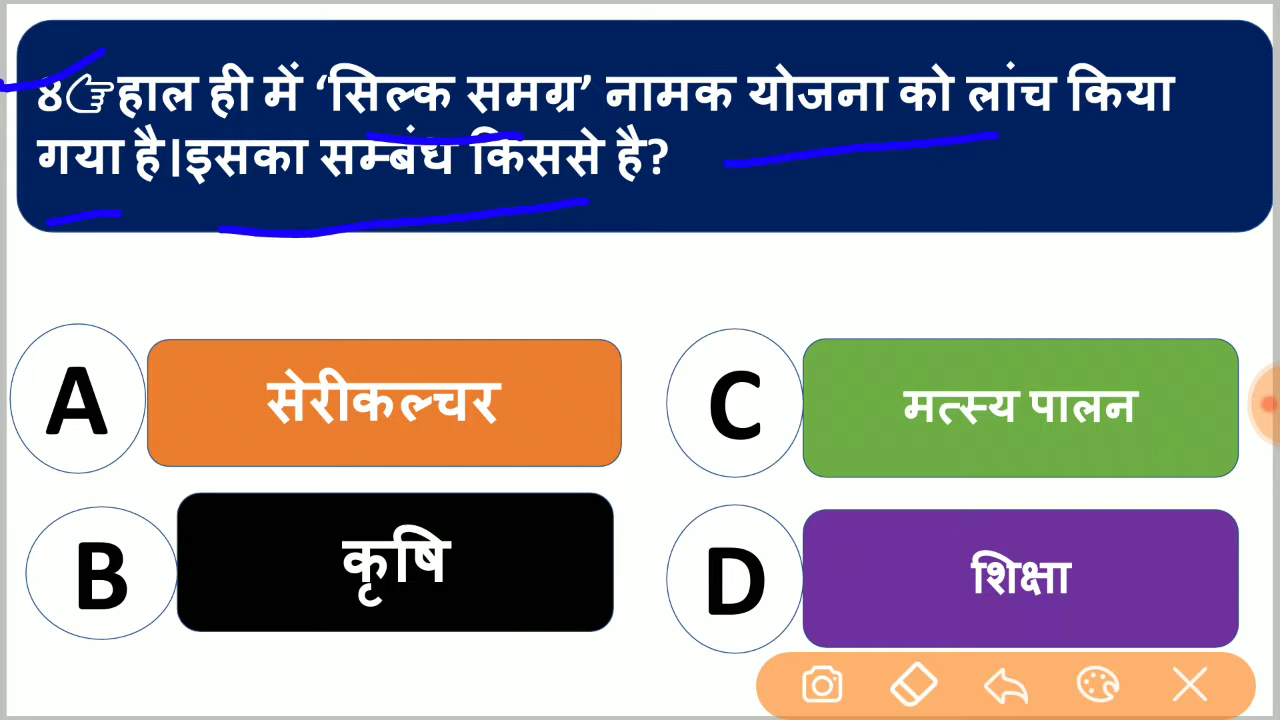 8👉हाल ही में ‘सिल्क समग्र’ नामक योजना को लांच किया
गया है।इसका सम्बंध किससे है?
A सेरीकल्चर
C मत्स्य पालन
B कृषि
D शिक्षा